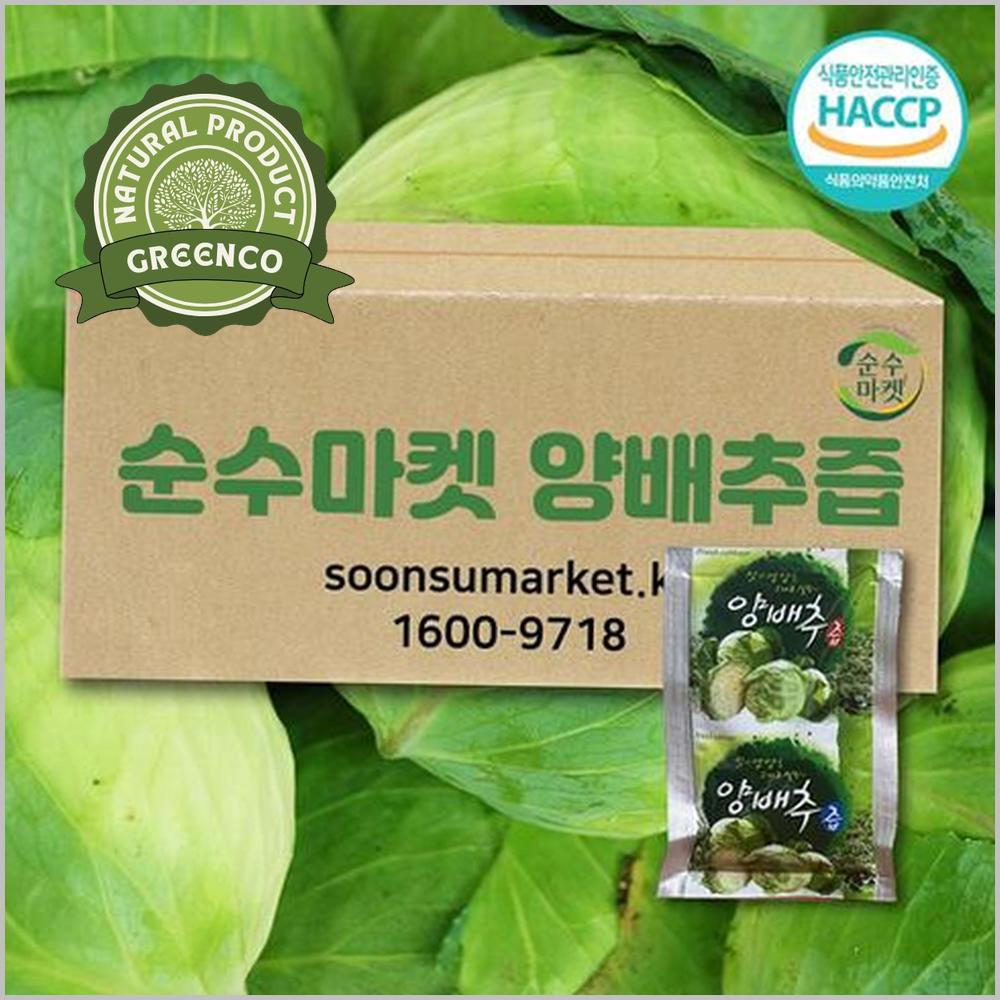 식품안전관리인증
HACCP
식품의약품안전처
NATURAL PRODUCT
GREENCO
순수
마켓
순수마켓 양배추즙
soonsumarket.k
1600-9718
양배추
즙
양배추
즙